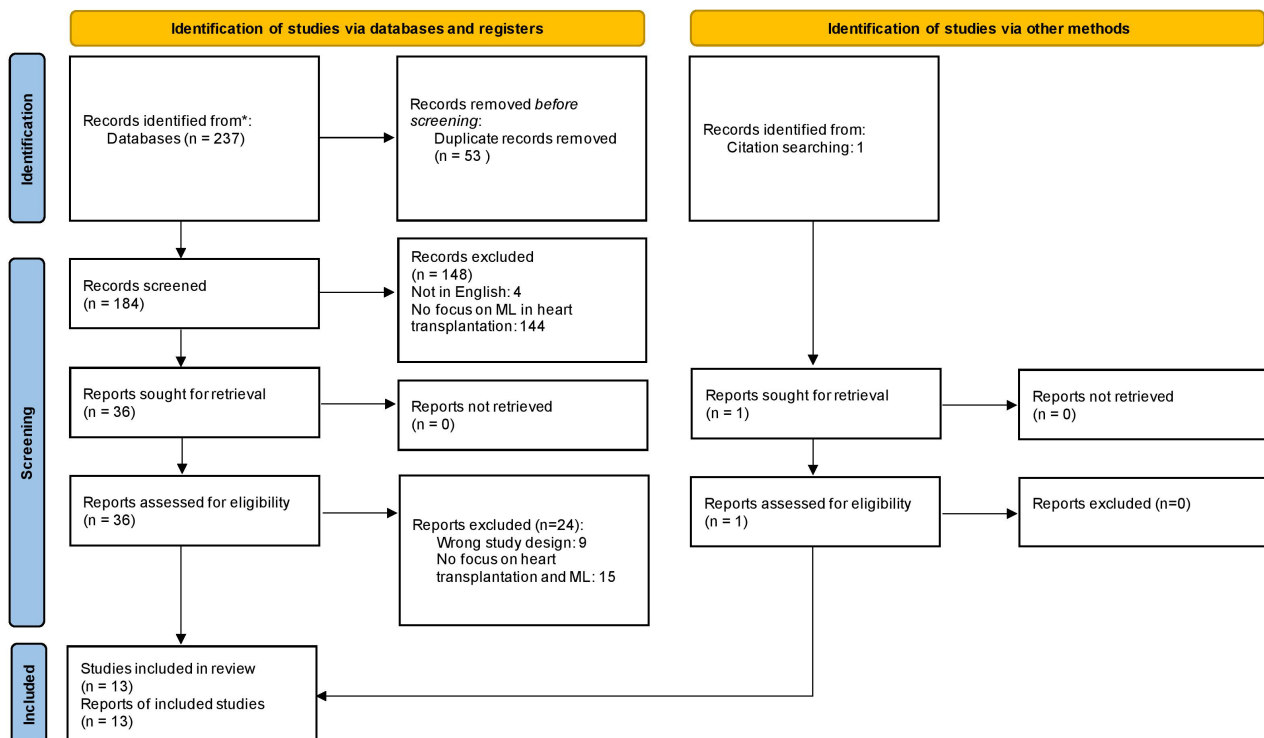 Identification of studies via databases and registers
Identification of studies via other methods
Identification
Records identified from*:
Databases (n = 237)
Records removed before
screening:
Duplicate records removed
(n = 53 )
Records identified from:
Citation searching: 1
Screening
Records screened
(n = 184)
Records excluded
(n = 148)
Not in English: 4
No focus on ML in heart
transplantation: 144
Reports sought for retrieval
(n = 36)
Reports not retrieved
(n = 0)
Reports sought for retrieval
(n = 1)
Reports not retrieved
(n = 0)
Reports assessed for eligibility
(n = 36)
Reports excluded (n=24):
Wrong study design: 9
No focus on heart
transplantation and ML: 15
Reports assessed for eligibility
(n = 1)
Reports excluded (n=0)
Included
Studies included in review
(n = 13)
Reports of included studies
(n = 13)